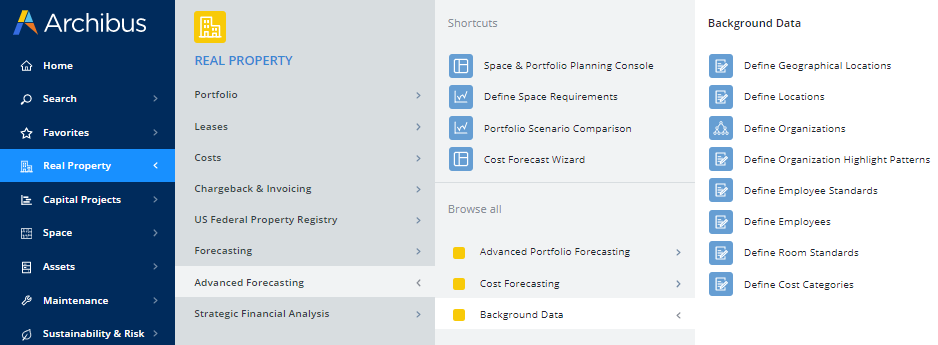 Archibus
Home
Search
Favorites
Real Property
Capital Projects
Space
Assets
Maintenance
Sustainability & Risk
REAL PROPERTY
Portfolio
Leases
Costs
Chargeback & Invoicing
US Federal Property Registry
Forecasting
Advanced Forecasting
Strategic Financial Analysis
Shortcuts
Space & Portfolio Planning Console
Define Space Requirements
Portfolio Scenario Comparison
Cost Forecast Wizard
Browse all
Advanced Portfolio Forecasting
Cost Forecasting
Background Data
Background Data
Define Geographical Locations
Define Locations
Define Organizations
Define Organization Highlight Patterns
Define Employee Standards
Define Employees
Define Room Standards
Define Cost Categories